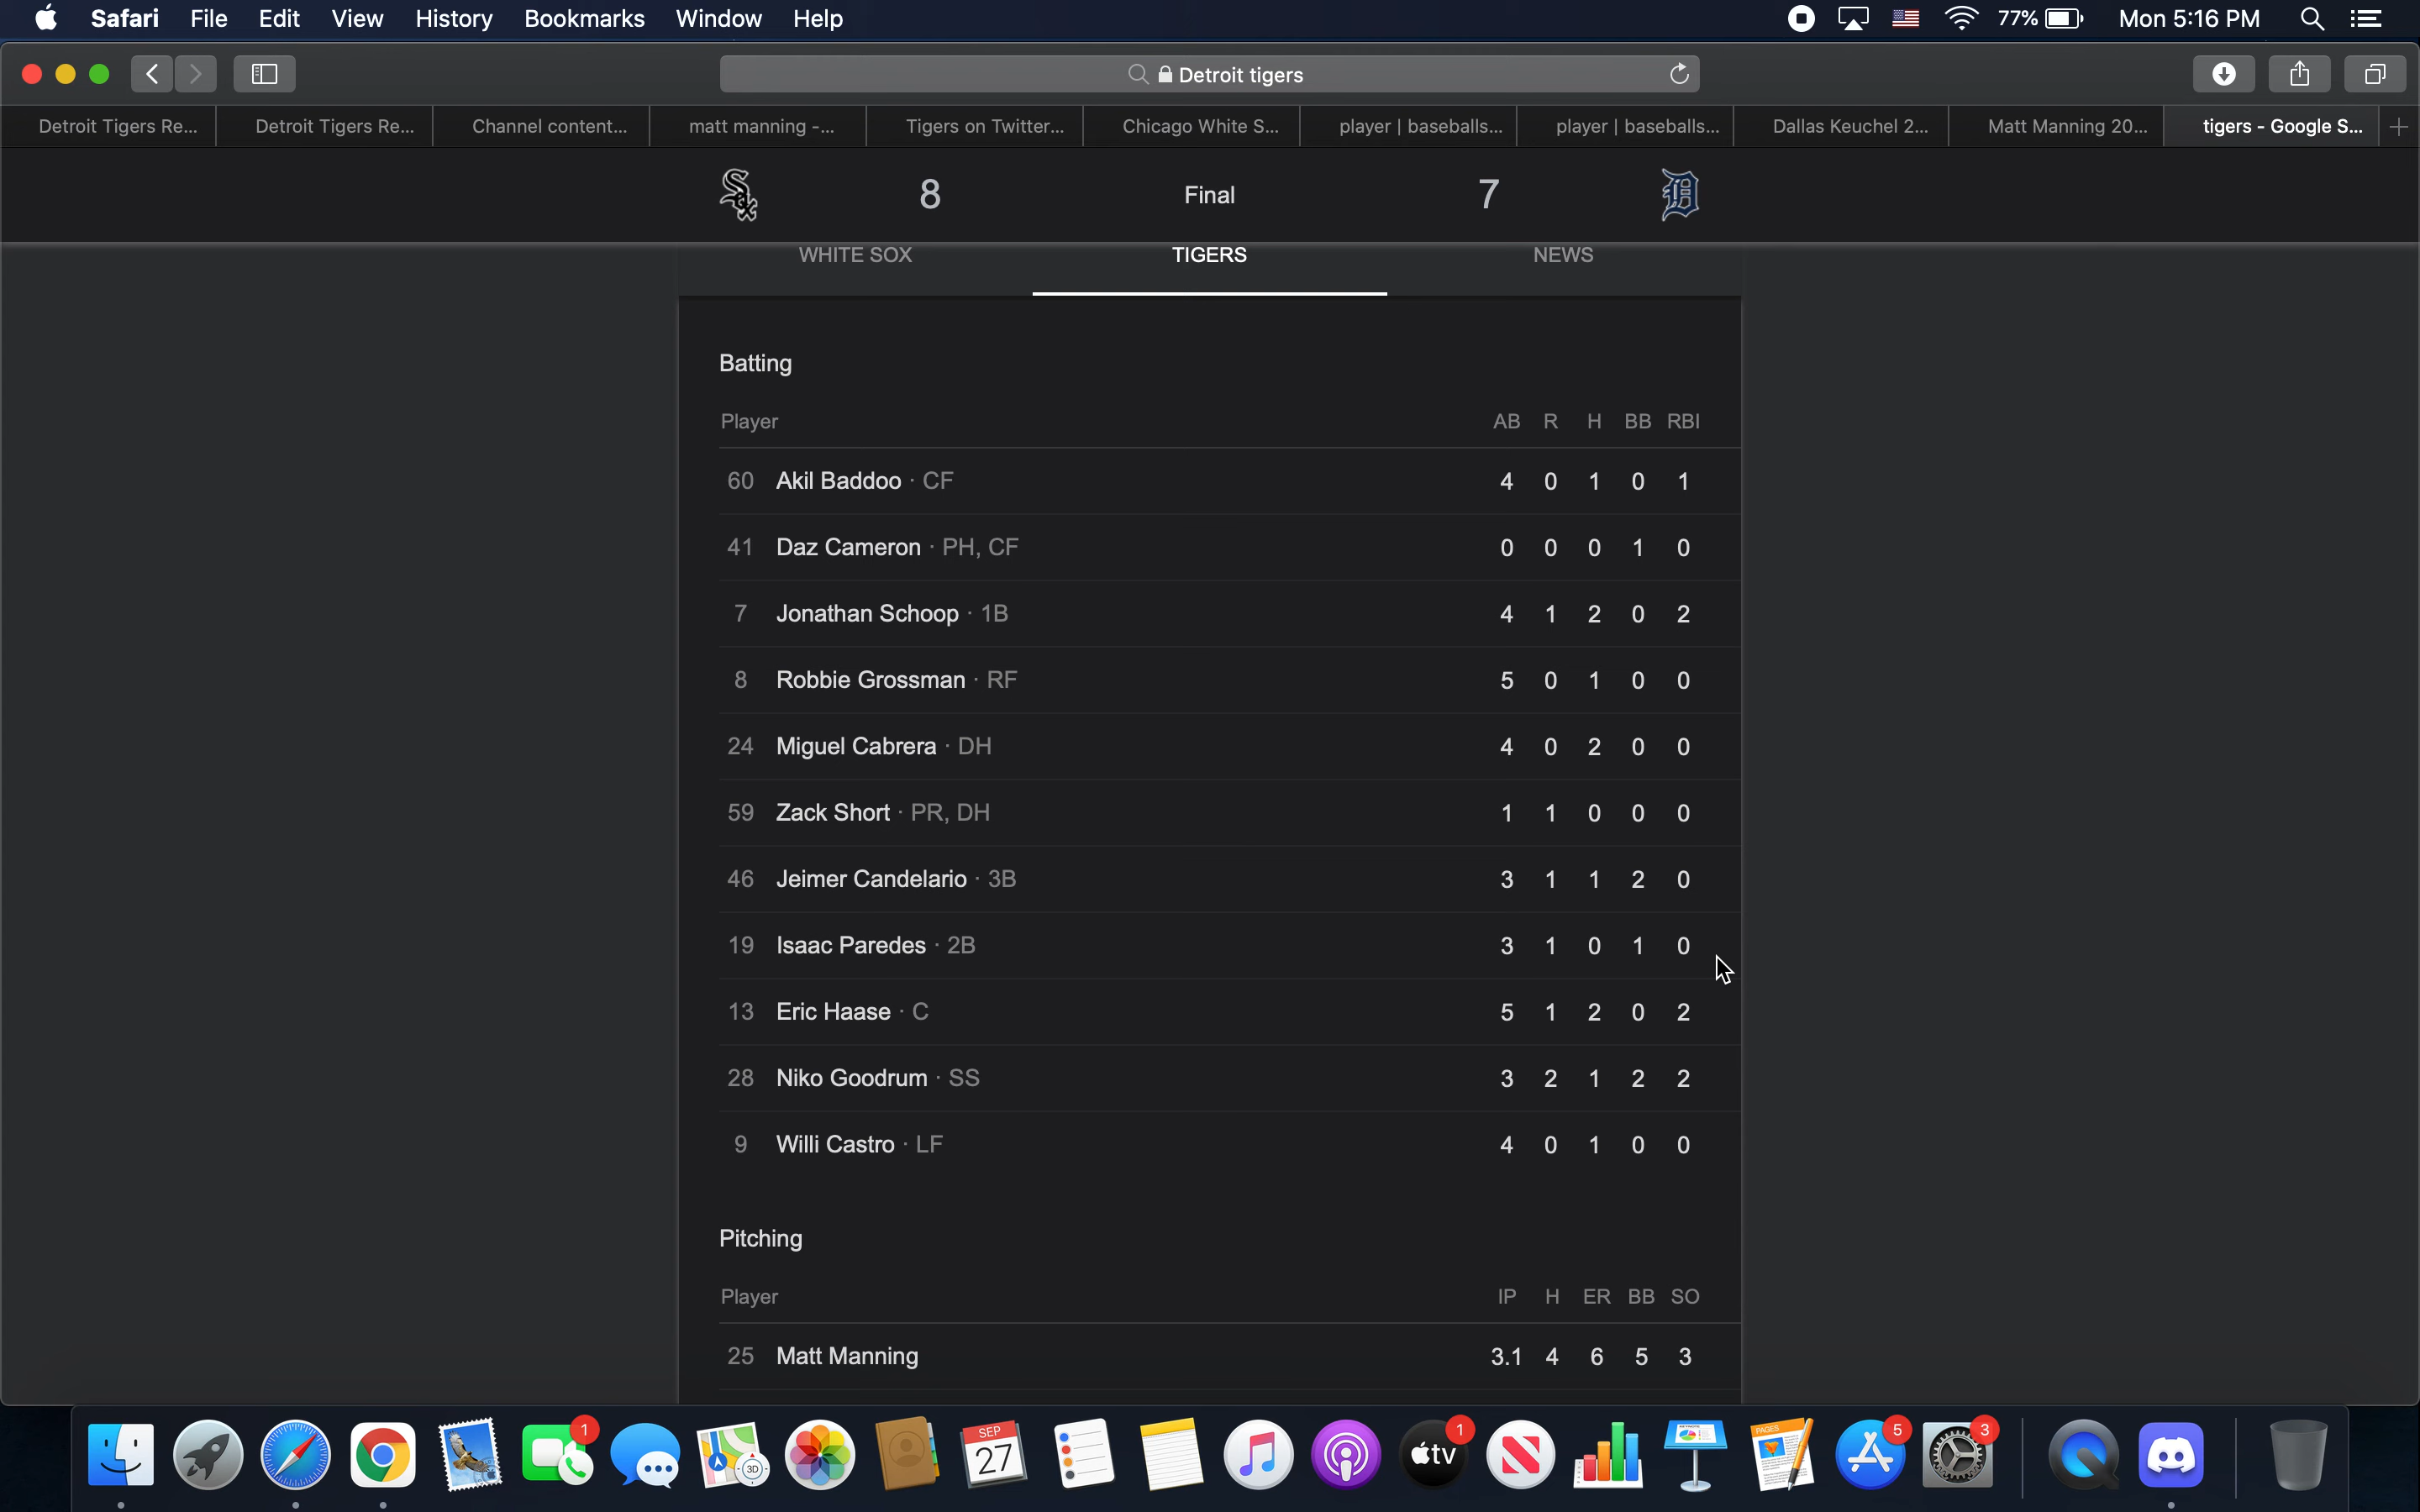 Safari File Edit View History Bookmarks Window Help 77% Mon 5:16 PM
Detroit tigers
Detroit Tigers Re... Detroit Tigers Re... Channel content... matt manning -... Tigers on Twitter... Chicago White S... player | baseballs... player | baseballs... Dallas Keuchel 2... Matt Manning 20... tigers - Google S...
Sox 8 Final 7 D
WHITE SOX TIGERS NEWS
Batting
Player AB R H BB RBI
60 Akil Baddoo · CF 4 0 1 0 1
41 Daz Cameron · PH, CF 0 0 0 1 0
7 Jonathan Schoop · 1B 4 1 2 0 2
8 Robbie Grossman · RF 5 0 1 0 0
24 Miguel Cabrera · DH 4 0 2 0 0
59 Zack Short · PR, DH 1 1 0 0 0
46 Jeimer Candelario · 3B 3 1 1 2 0
19 Isaac Paredes · 2B 3 1 0 1 0
13 Eric Haase · C 5 1 2 0 2
28 Niko Goodrum · SS 3 2 1 2 2
9 Willi Castro · LF 4 0 1 0 0
Pitching
Player IP H ER BB SO
25 Matt Manning 3.1 4 6 5 3
1 3D SEP 27 1 tv PAGES 5 3